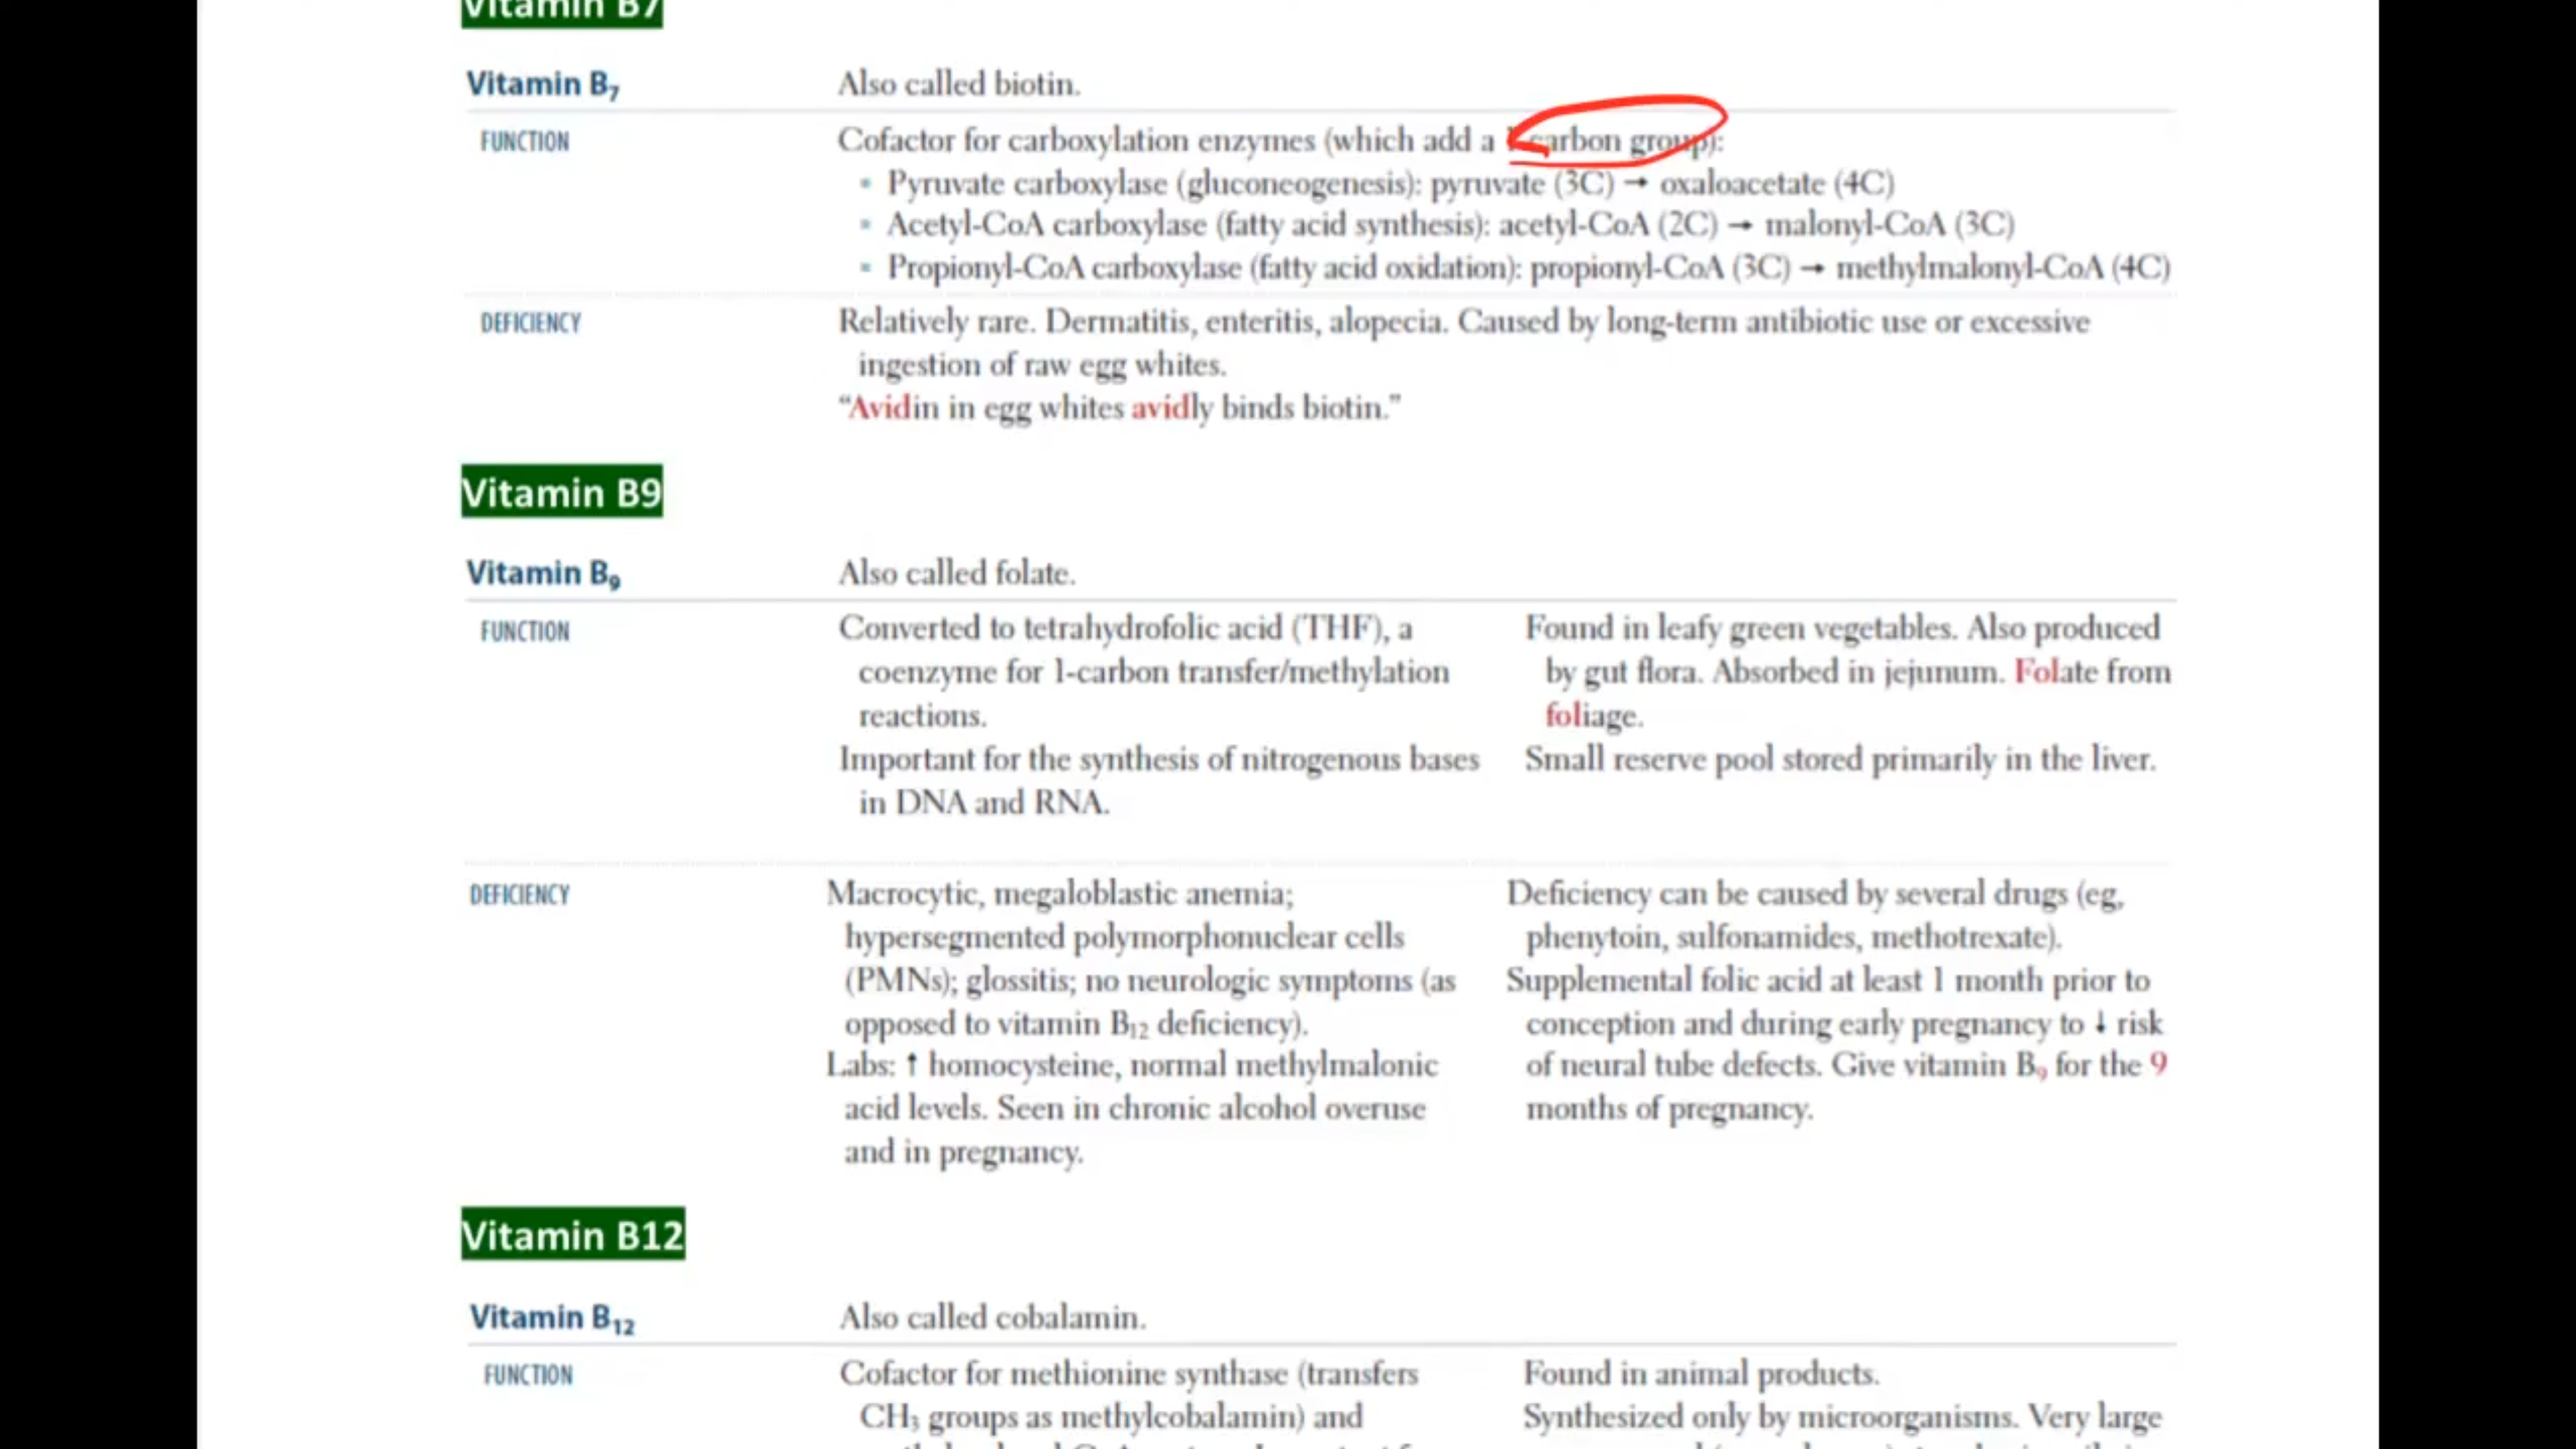 Vitamin B7
Vitamin B7 Also called biotin.
FUNCTION Cofactor for carboxylation enzymes (which add a carbon group):
• Pyruvate carboxylase (gluconeogenesis): pyruvate (3C) → oxaloacetate (4C)
• Acetyl-CoA carboxylase (fatty acid synthesis): acetyl-CoA (2C) → malonyl-CoA (3C)
• Propionyl-CoA carboxylase (fatty acid oxidation): propionyl-CoA (3C) → methylmalonyl-CoA (4C)
DEFICIENCY Relatively rare. Dermatitis, enteritis, alopecia. Caused by long-term antibiotic use or excessive
ingestion of raw egg whites.
“Avidin in egg whites avidly binds biotin.”
Vitamin B9
Vitamin B9 Also called folate.
FUNCTION
Converted to tetrahydrofolic acid (THF), a
coenzyme for 1-carbon transfer/methylation
reactions.
Important for the synthesis of nitrogenous bases
in DNA and RNA.
Found in leafy green vegetables. Also produced
by gut flora. Absorbed in jejunum. Folate from
foliage.
Small reserve pool stored primarily in the liver.
DEFICIENCY
Macrocytic, megaloblastic anemia;
hypersegmented polymorphonuclear cells
(PMNs); glossitis; no neurologic symptoms (as
opposed to vitamin B12 deficiency).
Labs: ↑ homocysteine, normal methylmalonic
acid levels. Seen in chronic alcohol overuse
and in pregnancy.
Deficiency can be caused by several drugs (eg,
phenytoin, sulfonamides, methotrexate).
Supplemental folic acid at least 1 month prior to
conception and during early pregnancy to ↓ risk
of neural tube defects. Give vitamin B9 for the 9
months of pregnancy.
Vitamin B12
Vitamin B12 Also called cobalamin.
FUNCTION
Cofactor for methionine synthase (transfers
CH3 groups as methylcobalamin) and
Found in animal products.
Synthesized only by microorganisms. Very large